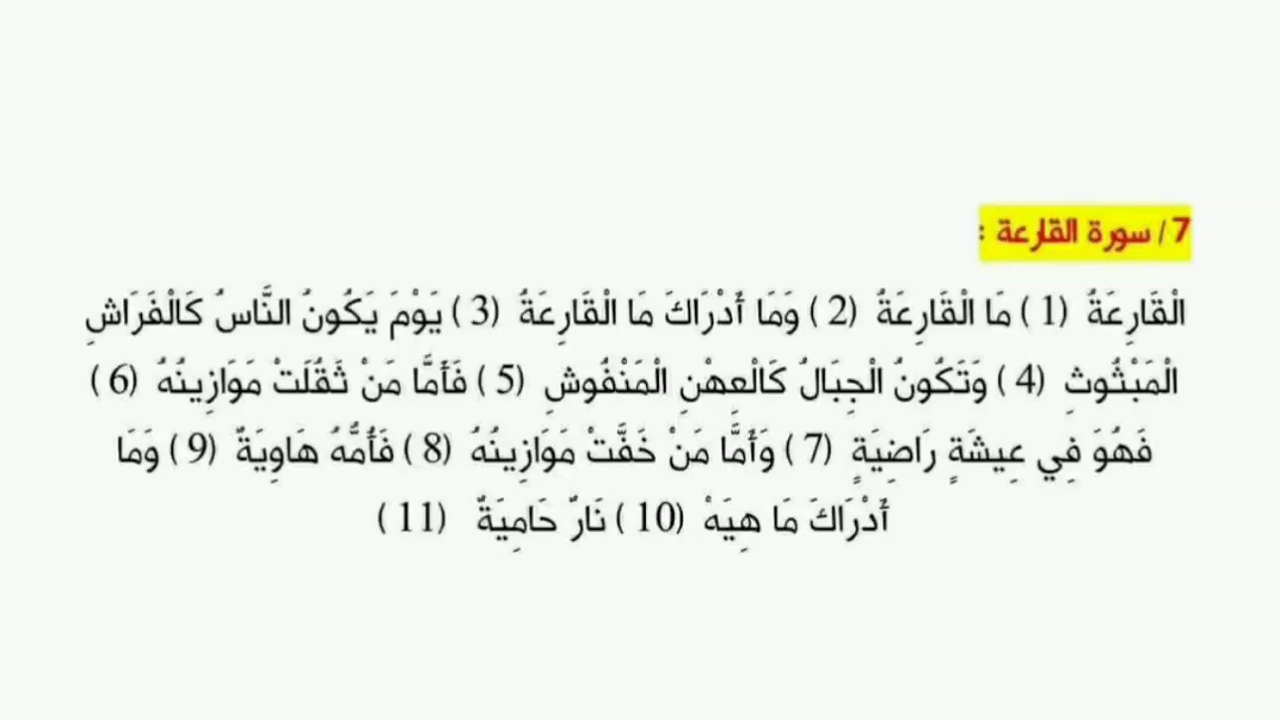 7/ سورة القارعة :
الْقَارِعَةُ (1) مَا الْقَارِعَةُ (2) وَمَا أَدْرَاكَ مَا الْقَارِعَةُ (3) يَوْمَ يَكُونُ النَّاسُ كَالْفَرَاشِ
الْمَبْثُوثِ (4) وَتَكُونُ الْجِبَالُ كَالْعِهْنِ الْمَنْفُوشِ (5) فَأَمَّا مَنْ ثَقُلَتْ مَوَازِينُهُ (6)
فَهُوَ فِي عِيشَةٍ رَاضِيَةٍ (7) وَأَمَّا مَنْ خَفَّتْ مَوَازِينُهُ (8) فَأُمُّهُ هَاوِيَةٌ (9) وَمَا
أَدْرَاكَ مَا هِيَهْ (10) نَارٌ حَامِيَةٌ (11)